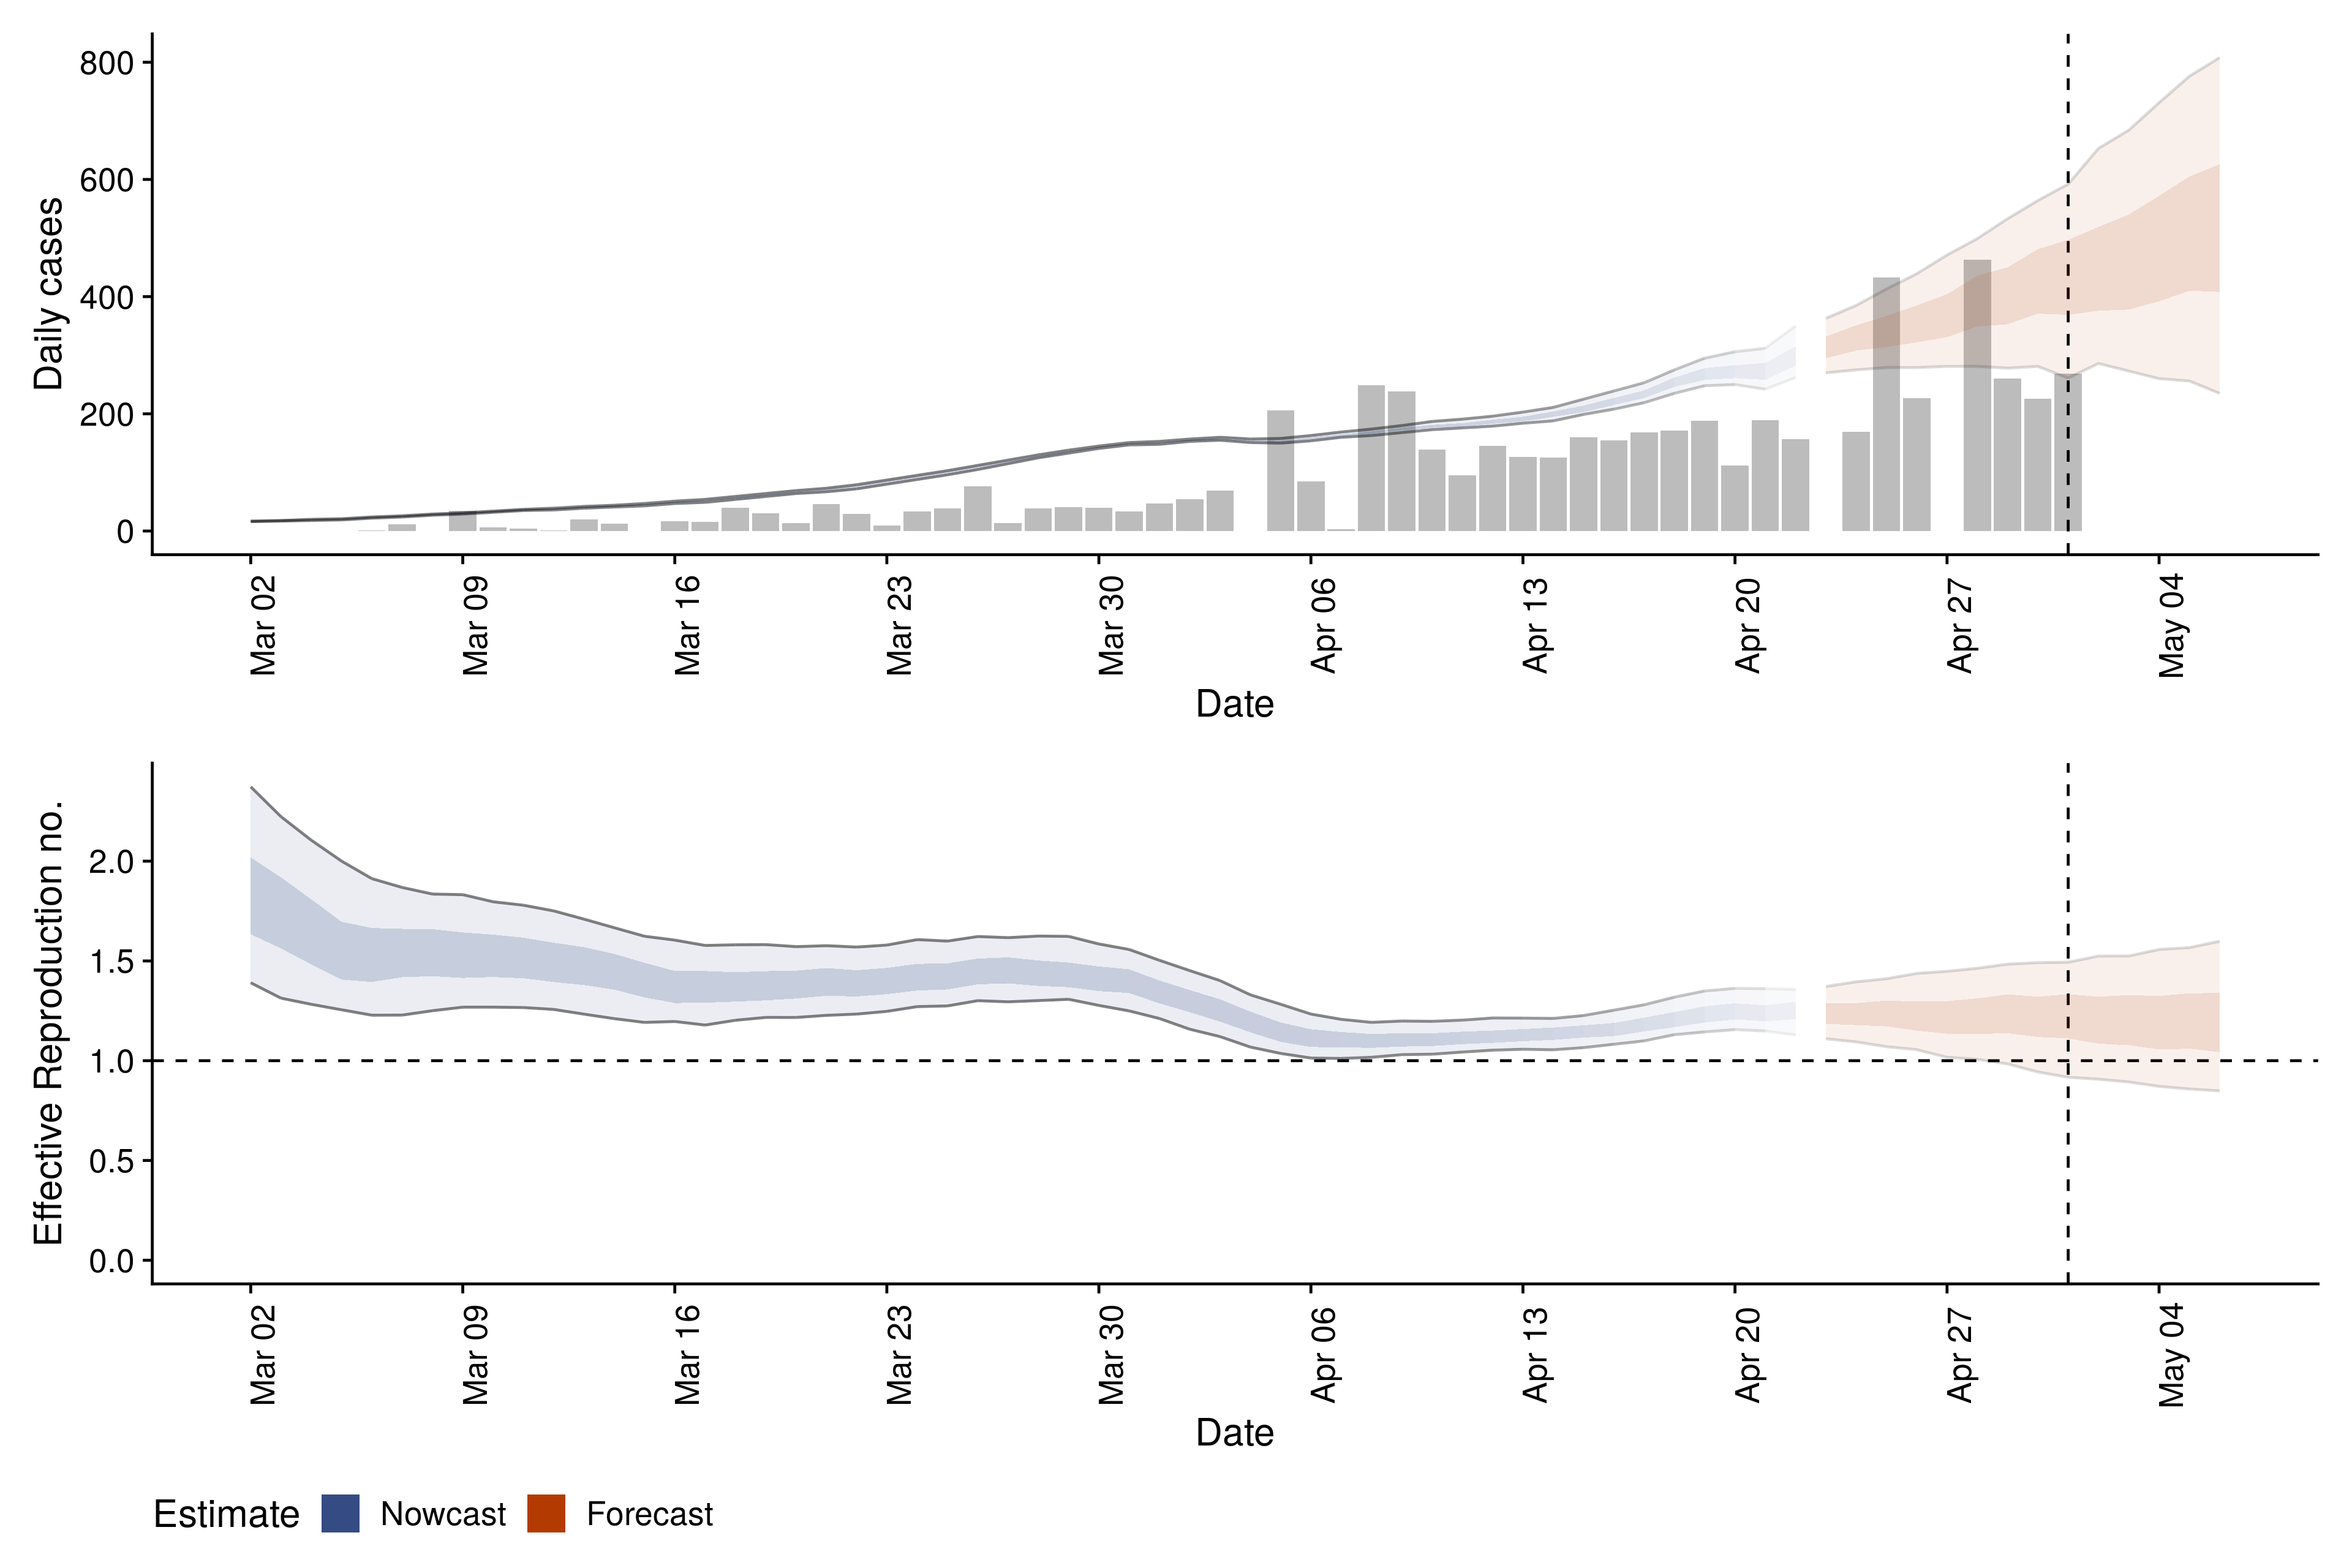 Daily cases
800
600
400
200
0
Mar 02
Mar 09
Mar 16
Mar 23
Mar 30
Apr 06
Apr 13
Apr 20
Apr 27
May 04
Date
Effective Reproduction no.
2.0
1.5
1.0
0.5
0.0
Mar 02
Mar 09
Mar 16
Mar 23
Mar 30
Apr 06
Apr 13
Apr 20
Apr 27
May 04
Date
Estimate Nowcast Forecast